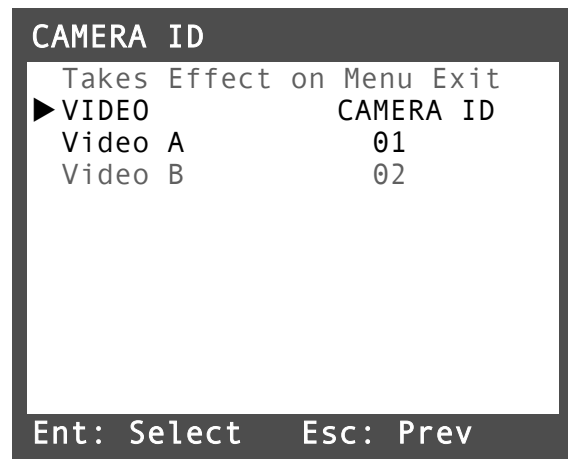 CAMERA ID
Takes Effect on Menu Exit
▶VIDEO CAMERA ID
Video A 01
Video B 02
Ent: Select Esc: Prev